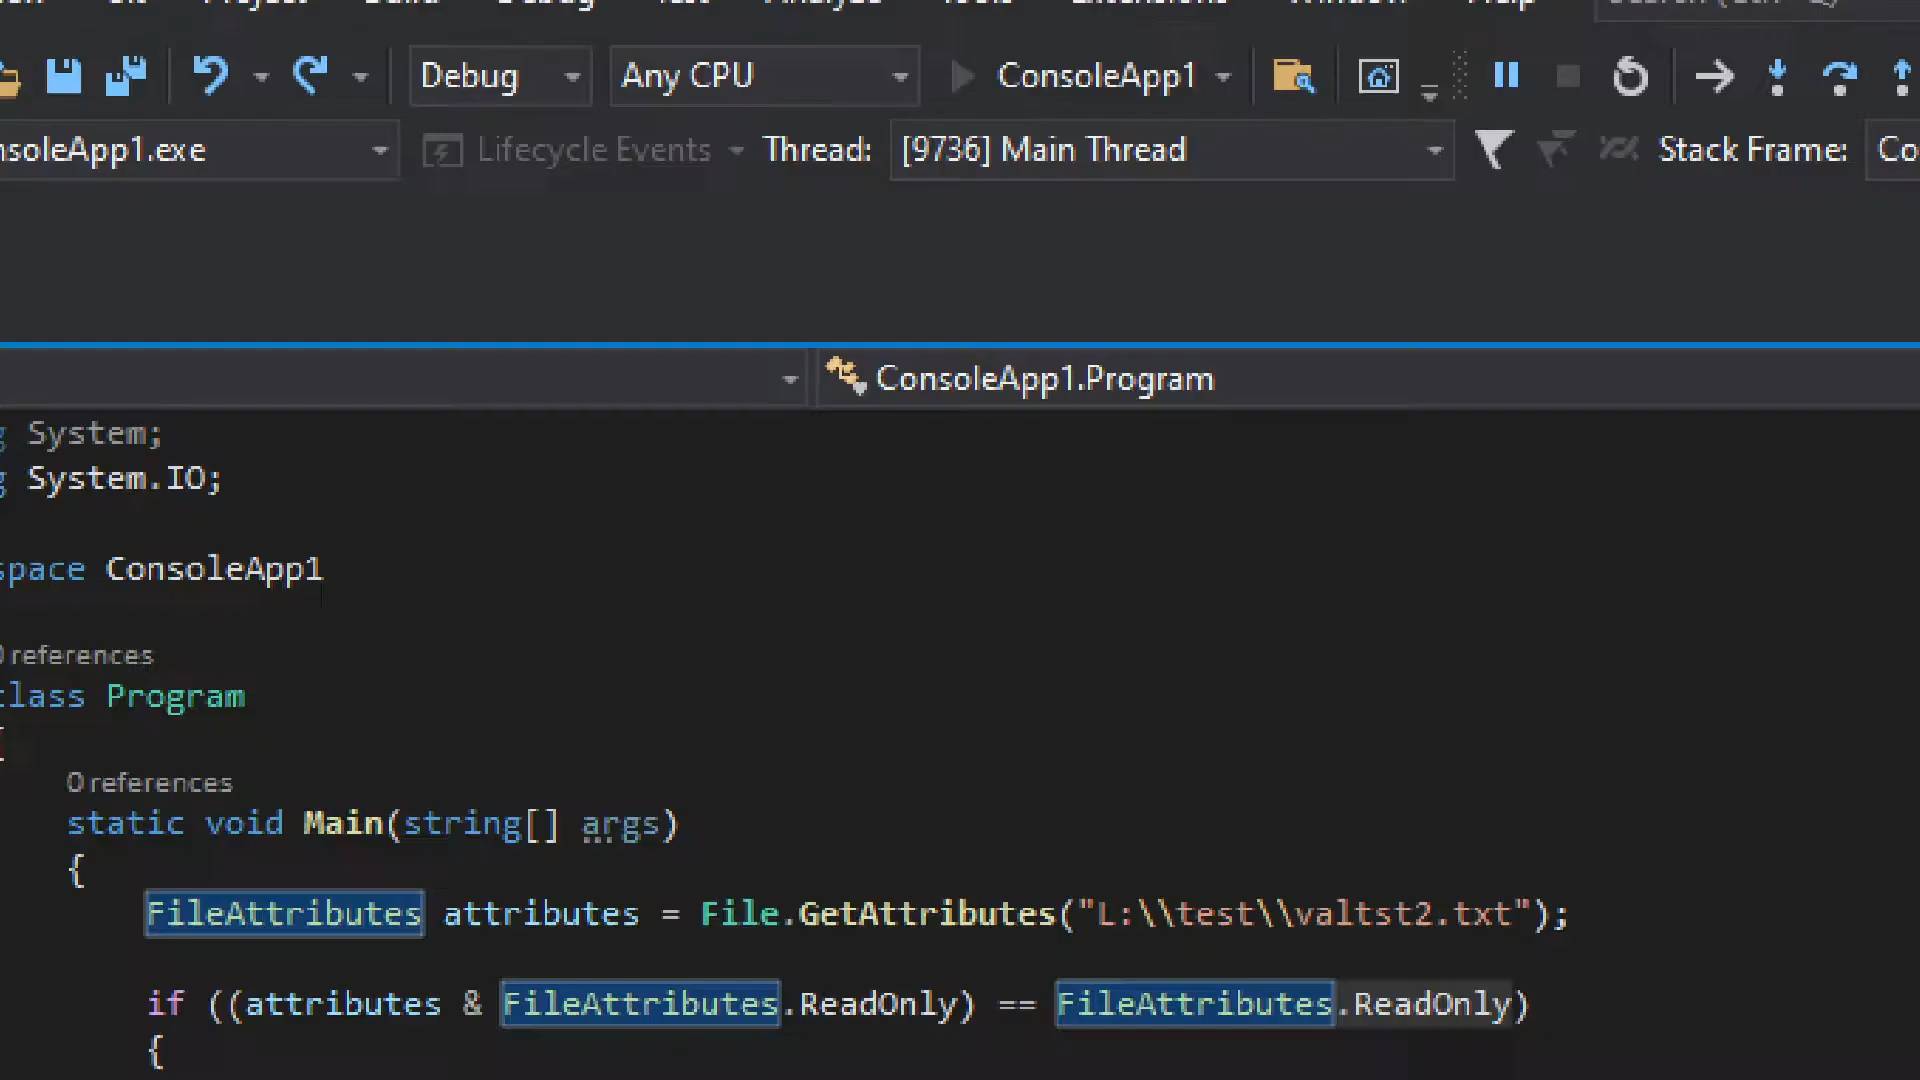 Debug Any CPU ConsoleApp1
nsoleApp1.exe Lifecycle Events Thread: [9736] Main Thread Stack Frame: Co
ConsoleApp1.Program
System;
System.IO;
space ConsoleApp1
0 references
class Program
0 references
static void Main(string[] args)
{
FileAttributes attributes = File.GetAttributes("L:\\test\\valtst2.txt");
if ((attributes & FileAttributes.ReadOnly) == FileAttributes.ReadOnly)
{